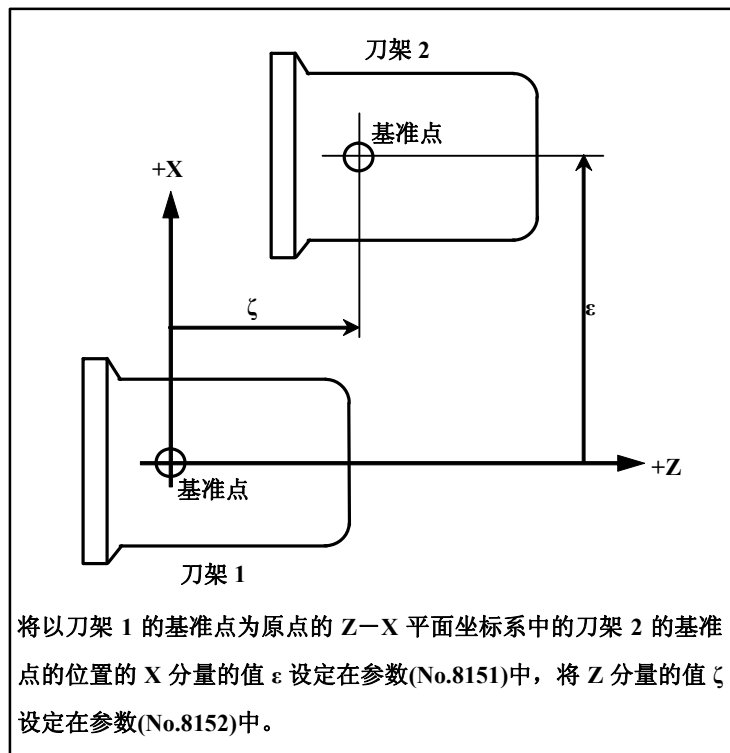 刀架 2
基准点
+X
ζ
ε
+Z
基准点
刀架 1
将以刀架 1 的基准点为原点的 Z－X 平面坐标系中的刀架 2 的基准
点的位置的 X 分量的值 ε 设定在参数(No.8151)中，将 Z 分量的值 ζ
设定在参数(No.8152)中。